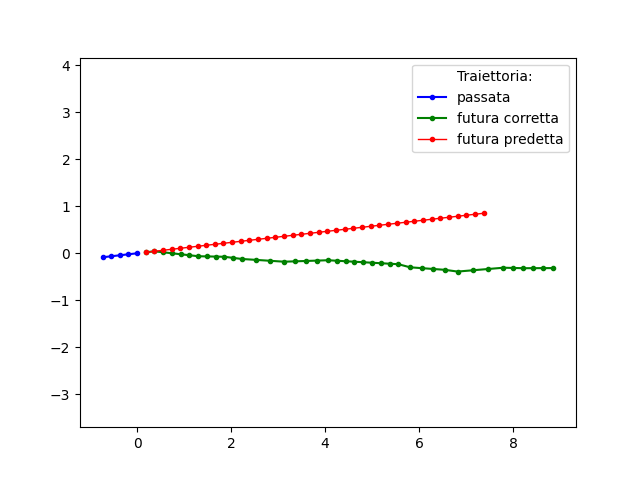 Traiettoria:
passata
futura corretta
futura predetta
4
3
2
1
0
−1
−2
−3
0 2 4 6 8